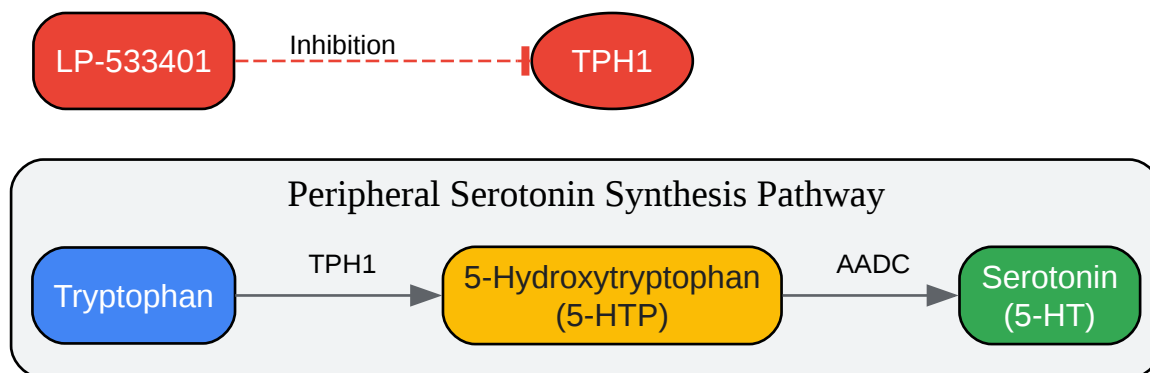 LP-533401
Inhibition
TPH1
Peripheral Serotonin Synthesis Pathway
Tryptophan
TPH1
5-Hydroxytryptophan
(5-HTP)
AADC
Serotonin
(5-HT)